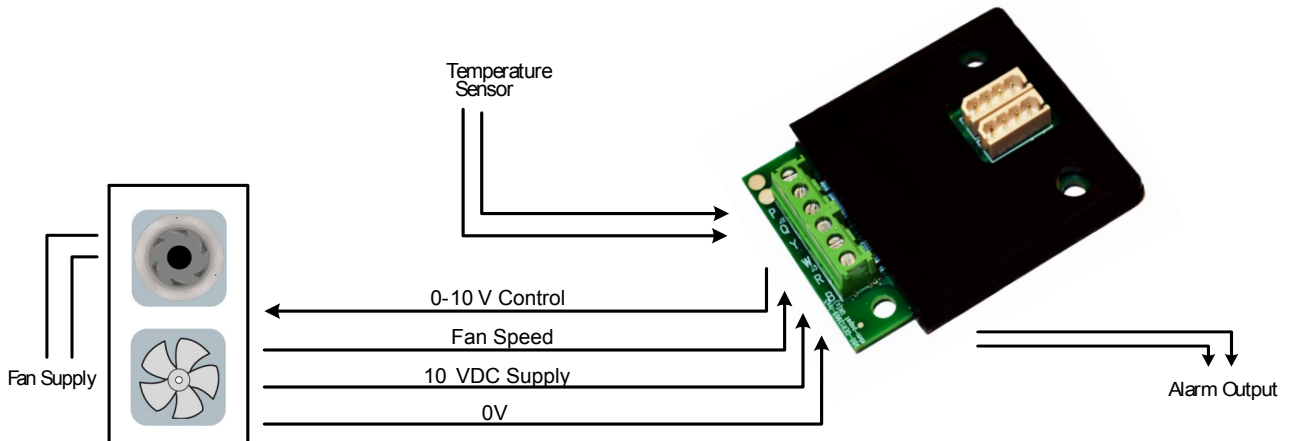 Temperature
Sensor
0-10 V Control
Fan Speed
10 VDC Supply
0V
Fan Supply
Alarm Output
P
Y
W
R
B